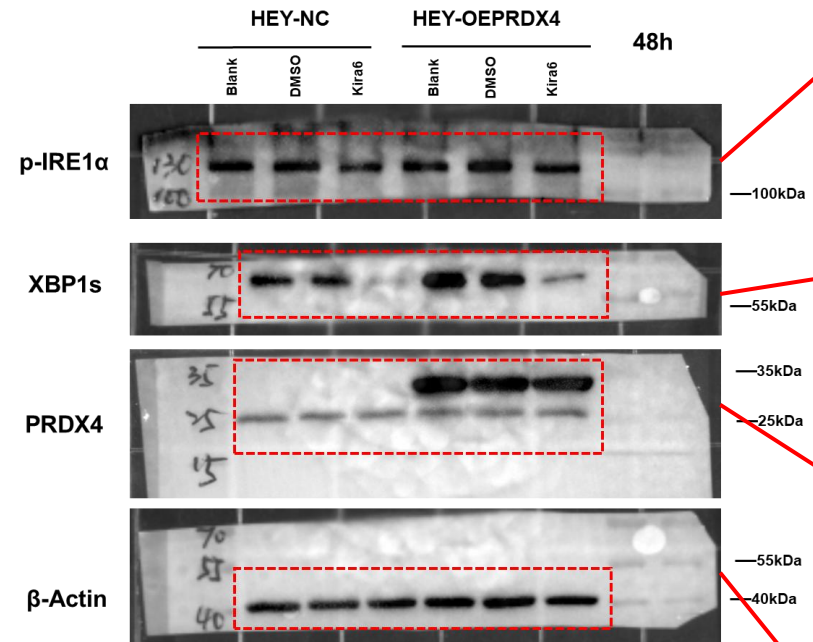 HEY-NC HEY-OEPRDX4
48h
Blank DMSO Kira6 Blank DMSO Kira6
p-IRE1α
130
100
100kDa
XBP1s
70
55
55kDa
PRDX4
35
25
15
35kDa
25kDa
β-Actin
70
55
40
55kDa
40kDa